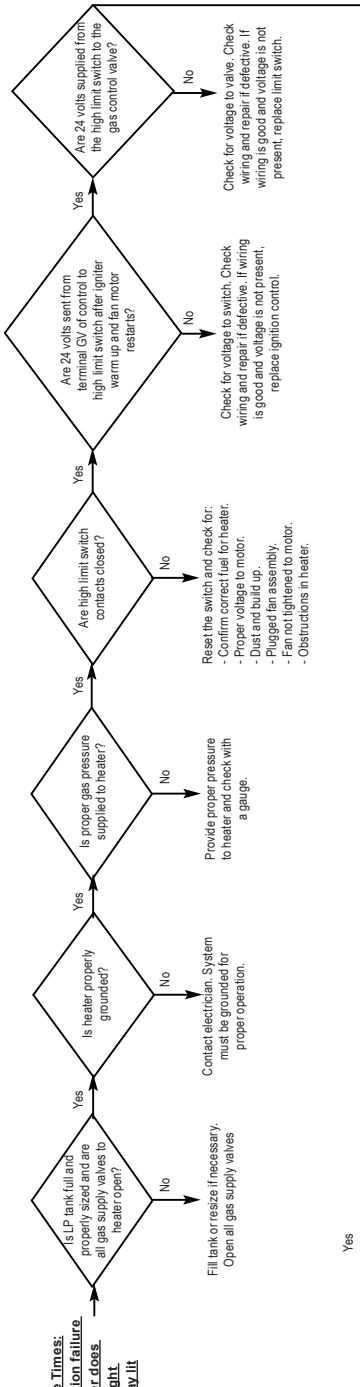 e Times:
ion failure
er does
ght
ay lit
Is LP tank full and
properly sized and are
all gas supply valves to
heater open?
Yes
No
Fill tank or resize if necessary.
Open all gas supply valves
Is heater properly
grounded?
Yes
No
Contact electrician. System
must be grounded for
proper operation.
Is proper gas pressure
supplied to heater?
Yes
No
Provide proper pressure
to heater and check with
a gauge.
Are high limit switch
contacts closed?
Yes
No
Reset the switch and check for:
- Confirm correct fuel for heater.
- Proper voltage to motor.
- Dust and build up.
- Plugged fan assembly.
- Fan not tightened to motor.
- Obstructions in heater.
Are 24 volts sent from
terminal GV of control to
high limit switch after igniter
warm up and fan motor
restarts?
Yes
No
Check for voltage to switch. Check
wiring and repair if defective. If wiring
is good and voltage is not present,
replace ignition control.
Are 24 volts supplied from
the high limit switch to the
gas control valve?
No
Check for voltage to valve. Check
wiring and repair if defective. If
wiring is good and voltage is not
present, replace limit switch.
Yes